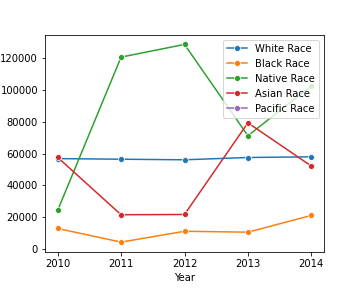 White Race
Black Race
Native Race
Asian Race
Pacific Race
120000
100000
80000
60000
40000
20000
0
2010 2011 2012 2013 2014
Year